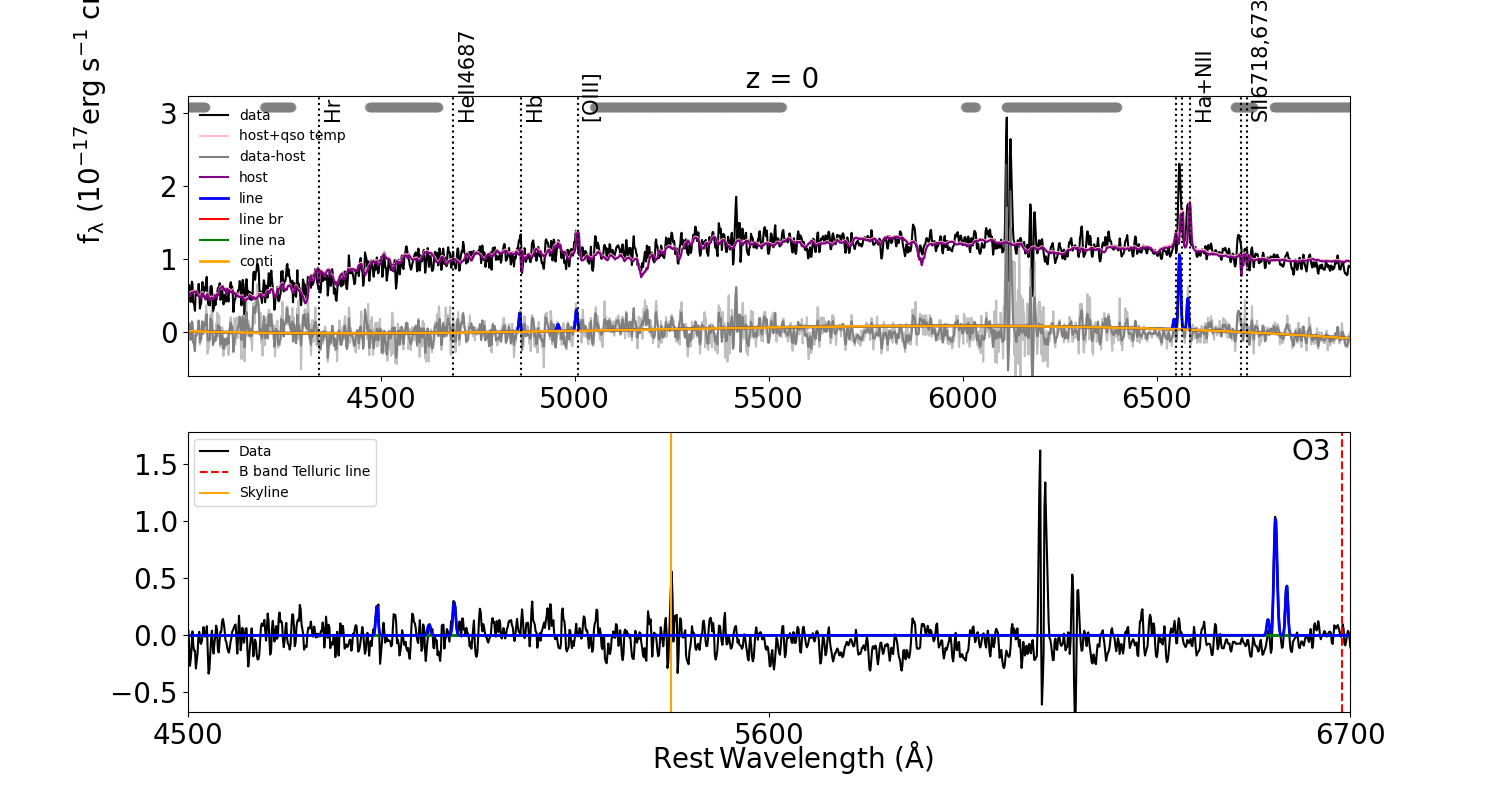 z = 0
f_λ (10^{-17}erg s^{-1} c
Hr
HeII4687
Hb
[OIII]
Ha+NII
SII6718,673
3
2
1
0
data
host+qso temp
data-host
host
line
line br
line na
conti
4500
5000
5500
6000
6500
O3
1.5
1.0
0.5
0.0
−0.5
Data
B band Telluric line
Skyline
4500
5600
6700
Rest Wavelength (Å)